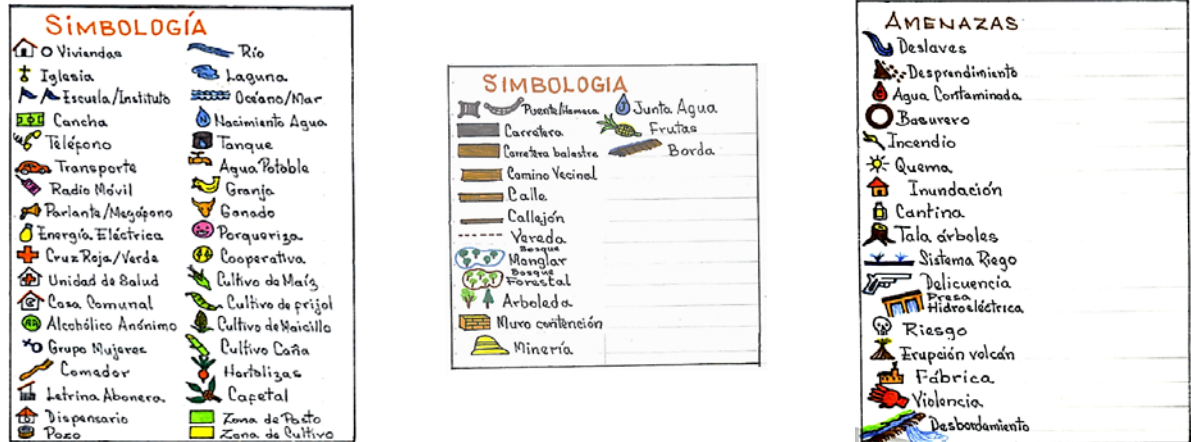 SIMBOLOGÍA
O Viviendas
Iglesia
Escuela/Instituto
Cancha
Teléfono
Transporte
Radio Móvil
Parlante/Megáfono
Energía Eléctrica
Cruz Roja/Verde
Unidad de Salud
Casa Comunal
Alcohólico Anónimo
Grupo Mujeres
Comedor
Letrina Abonera
Dispensario
Pozo
Río
Laguna
Océano/Mar
Nacimiento Agua
Tanque
Agua Potable
Granja
Ganado
Porqueriza
Cooperativa
Cultivo de Maíz
Cultivo de frijol
Cultivo de Maicillo
Cultivo Caña
Hortalizas
Cafetal
Zona de Pasto
Zona de Cultivo
SIMBOLOGIA
Puente/Hamaca
Carretera
Carretera balastre
Camino Vecinal
Calle
Callejón
Vereda
Bosque
Manglar
Bosque
Forestal
Arboleda
Muro contención
Minería
J Junta Agua
Frutas
Borda
AMENAZAS
Deslaves
Desprendimiento
Agua Contaminada
Basurero
Incendio
Quema
Inundación
Cantina
Tala árboles
Sistema Riego
Delicuencia
Presa
Hidroeléctrica
Riesgo
Erupción volcán
Fábrica
Violencia
Desbordamiento